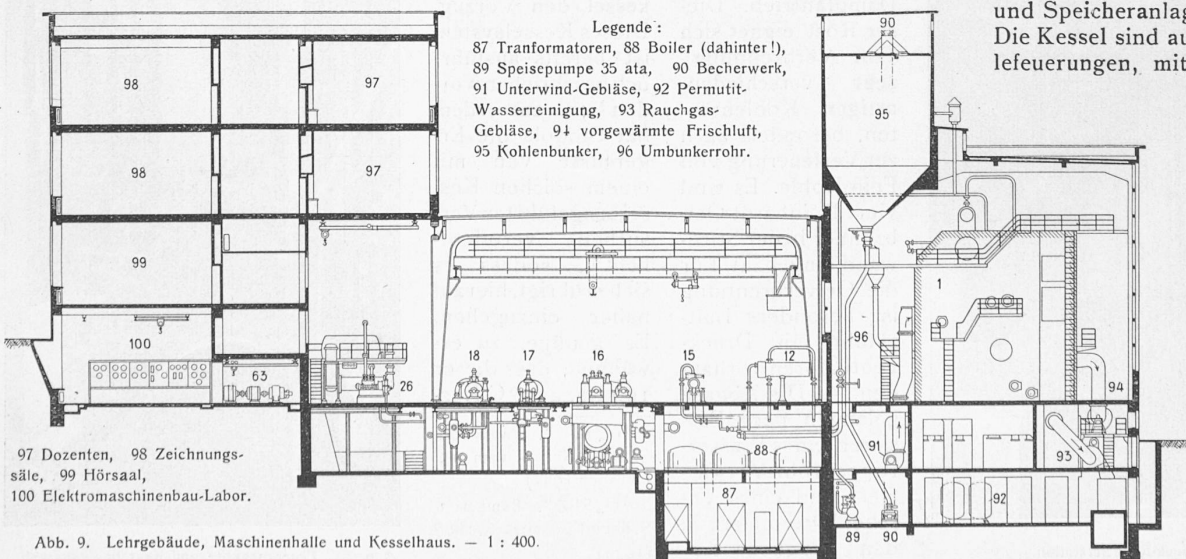 und Speicheranlag
Die Kessel sind au
lefeuerungen, mit
Legende:
87 Tranformatoren, 88 Boiler (dahinter!),
89 Speisepumpe 35 äta, 90 Becherwerk,
91 Unterwind-Gebläse, 92 Permutit-
Wasserreinigung, 93 Rauchgas-
Gebläse, 94 vorgewärmte Frischluft,
95 Kohlenbunker, 96 Umbunkerrohr.
90
98
97
95
98
97
99
1
100
63
26
18
17
16
15
12
96
94
91
93
88
87
92
89
90
97 Dozenten, 98 Zeichnungs-
säle, 99 Hörsaal,
100 Elektromaschinenbau-Labor.
Abb. 9. Lehrgebäude, Maschinenhalle und Kesselhaus. — 1 : 400.